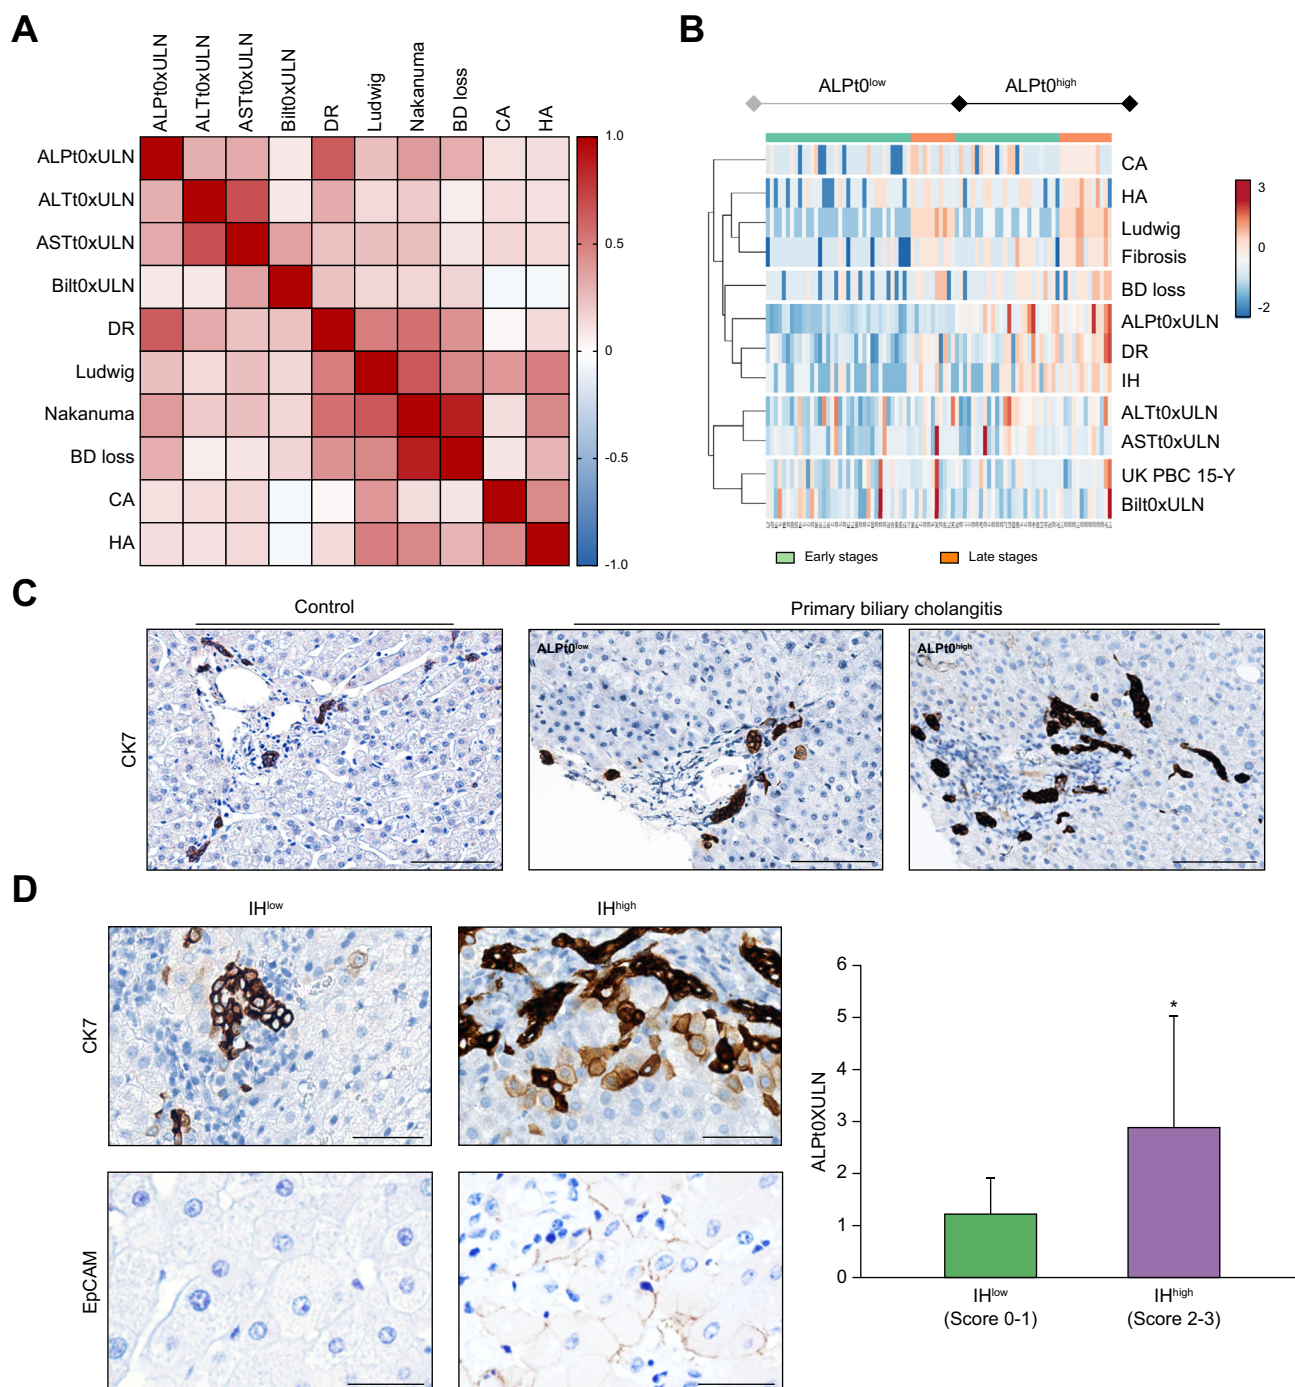 A
ALPt0xULN
ALTt0xULN
ASTt0xULN
Bilt0xULN
DR
Ludwig
Nakanuma
BD loss
CA
HA
ALPt0xULN
ALTt0xULN
ASTt0xULN
Bilt0xULN
DR
Ludwig
Nakanuma
BD loss
CA
HA
1.0
0.5
0
-0.5
-1.0
B
ALPt0low
ALPt0high
CA
HA
Ludwig
Fibrosis
BD loss
ALPt0xULN
DR
IH
ALTt0xULN
ASTt0xULN
UK PBC 15-Y
Bilt0xULN
3
0
-2
Early stages
Late stages
C
Control
Primary biliary cholangitis
CK7
ALPt0low
ALPt0high
D
IHlow
IHhigh
CK7
EpCAM
ALPt0XULN
6
5
4
3
2
1
0
*
IHlow
(Score 0-1)
IHhigh
(Score 2-3)